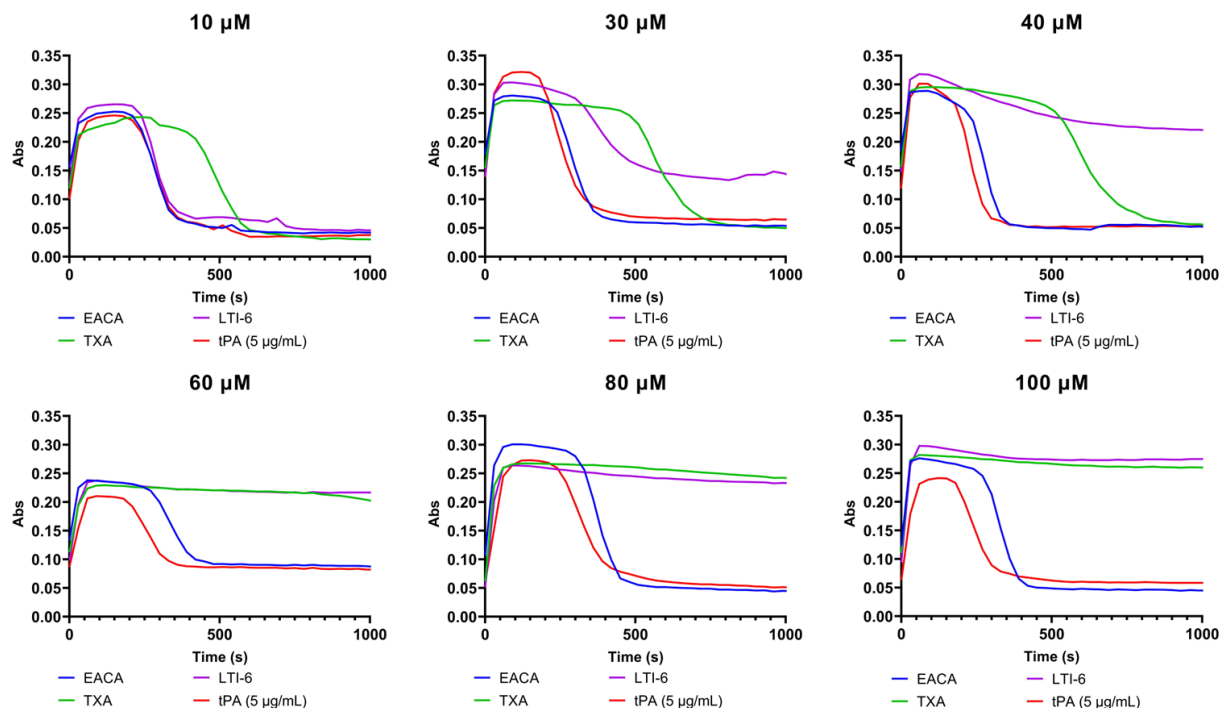 10 µM
30 µM
40 µM
0.35
0.30
0.25
0.20
0.15
0.10
0.05
0.00
Abs
0
500
1000
Time (s)
EACA
LTI-6
TXA
tPA (5 µg/mL)
0.35
0.30
0.25
0.20
0.15
0.10
0.05
0.00
Abs
0
500
1000
Time (s)
EACA
LTI-6
TXA
tPA (5 µg/mL)
0.35
0.30
0.25
0.20
0.15
0.10
0.05
0.00
Abs
0
500
1000
Time (s)
EACA
LTI-6
TXA
tPA (5 µg/mL)
60 µM
80 µM
100 µM
0.35
0.30
0.25
0.20
0.15
0.10
0.05
0.00
Abs
0
500
1000
Time (s)
EACA
LTI-6
TXA
tPA (5 µg/mL)
0.35
0.30
0.25
0.20
0.15
0.10
0.05
0.00
Abs
0
500
1000
Time (s)
EACA
LTI-6
TXA
tPA (5 µg/mL)
0.35
0.30
0.25
0.20
0.15
0.10
0.05
0.00
Abs
0
500
1000
Time (s)
EACA
LTI-6
TXA
tPA (5 µg/mL)